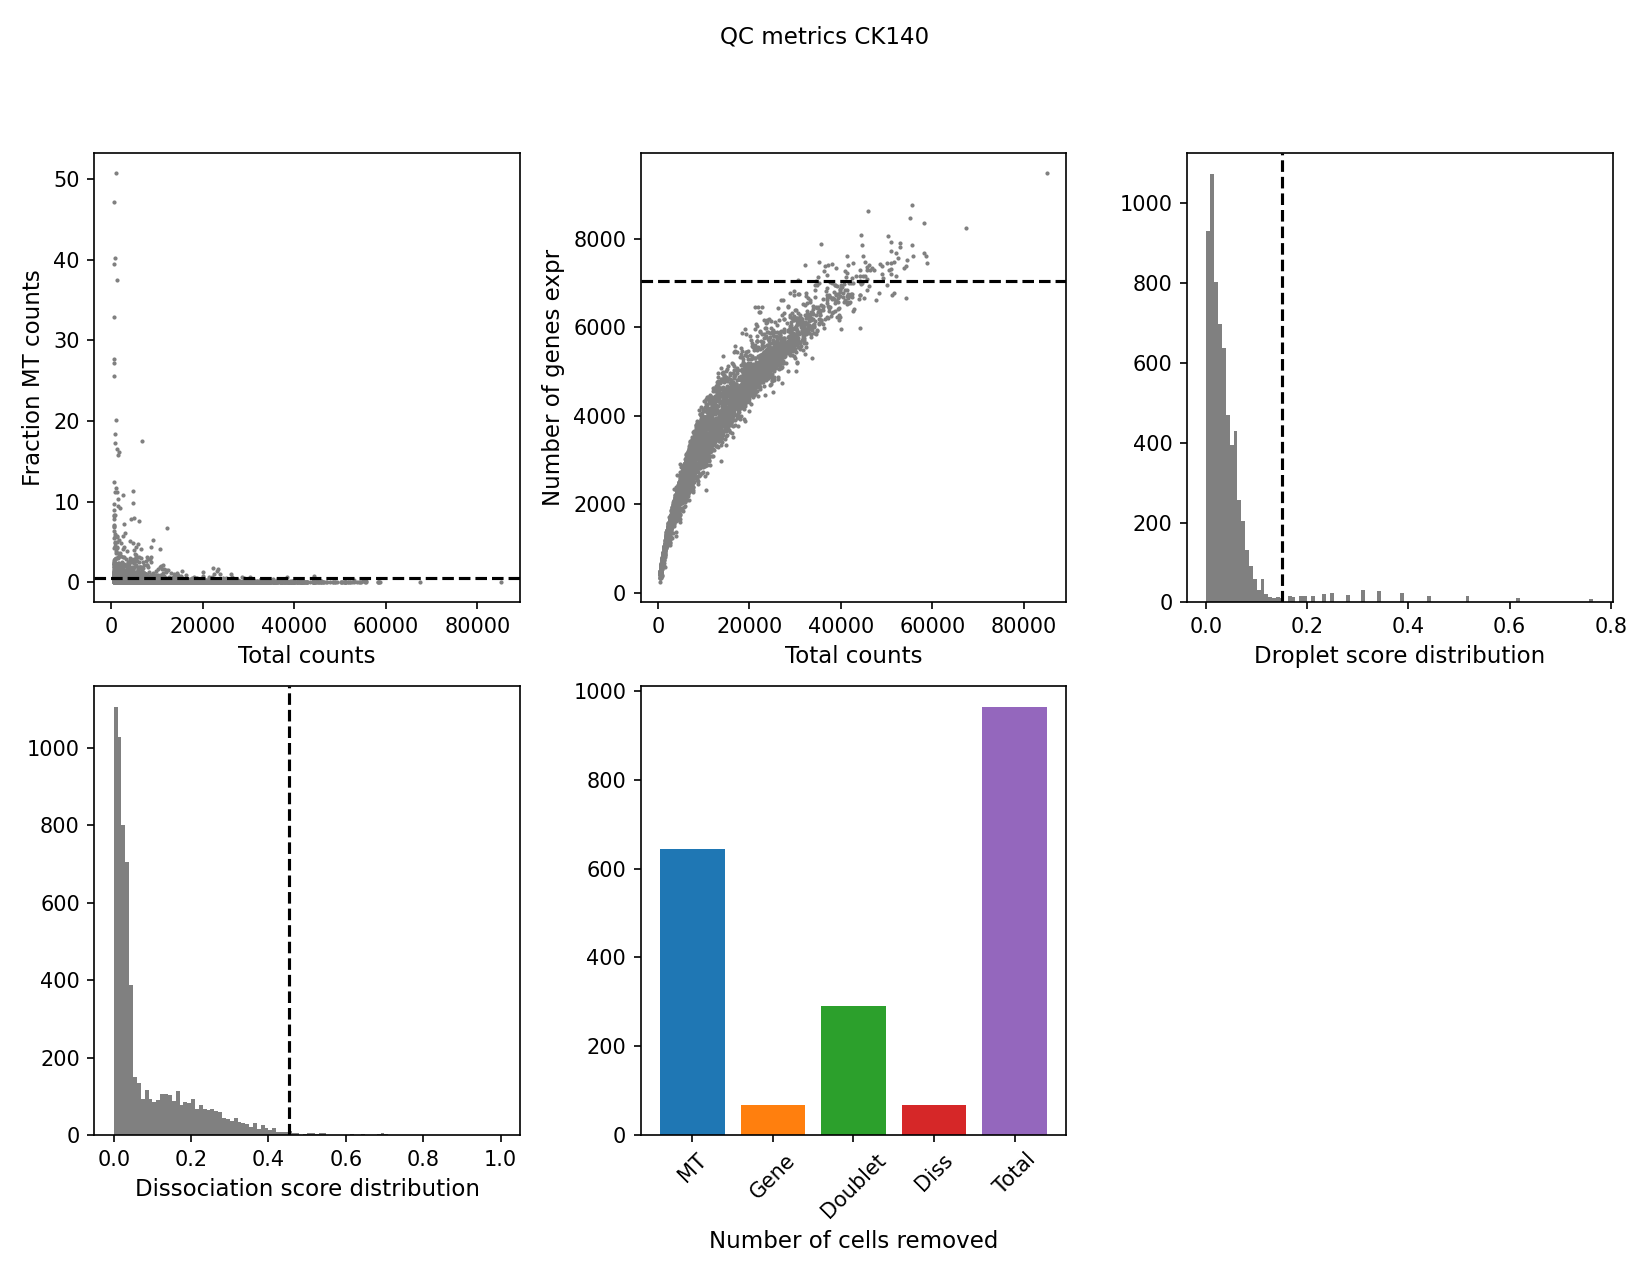 QC metrics CK140
Fraction MT counts
50
40
30
20
10
0
0 20000 40000 60000 80000
Total counts
Number of genes expr
8000
6000
4000
2000
0
0 20000 40000 60000 80000
Total counts
1000
800
600
400
200
0
0.0 0.2 0.4 0.6 0.8
Droplet score distribution
1000
800
600
400
200
0
0.0 0.2 0.4 0.6 0.8 1.0
Dissociation score distribution
1000
800
600
400
200
0
MT Gene Doublet Diss Total
Number of cells removed